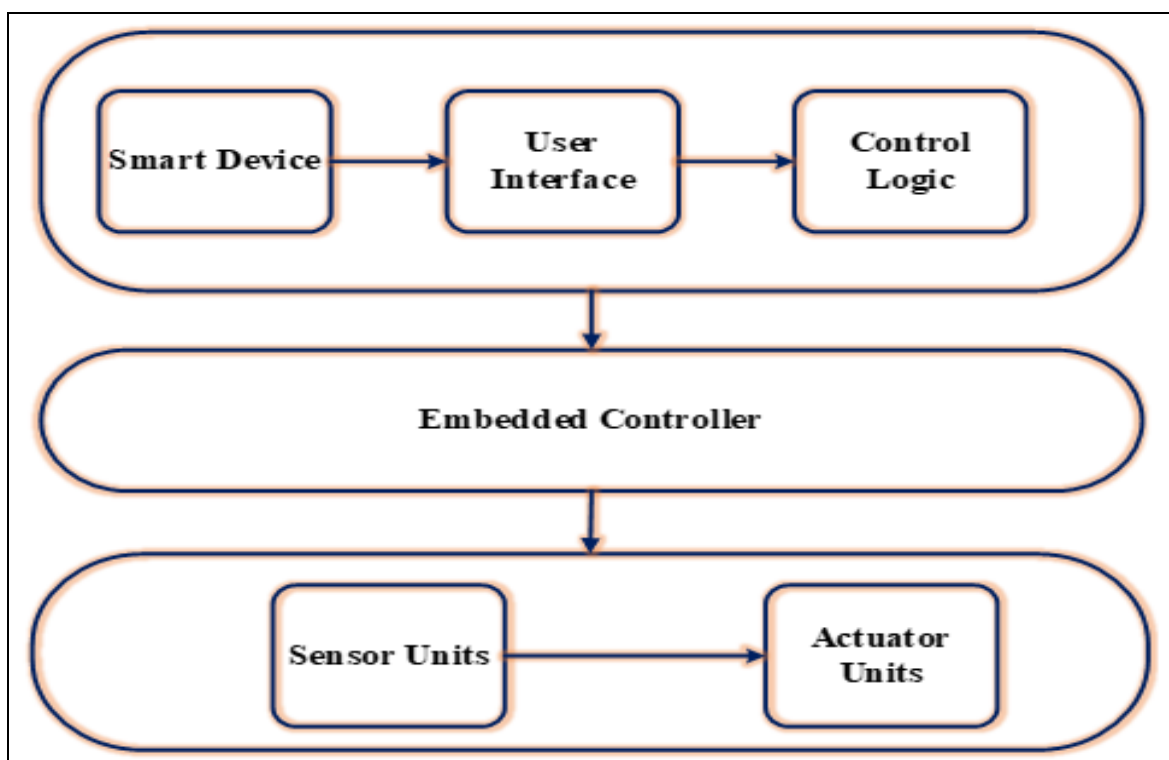 Smart Device
User
Interface
Control
Logic
Embedded Controller
Sensor Units
Actuator
Units